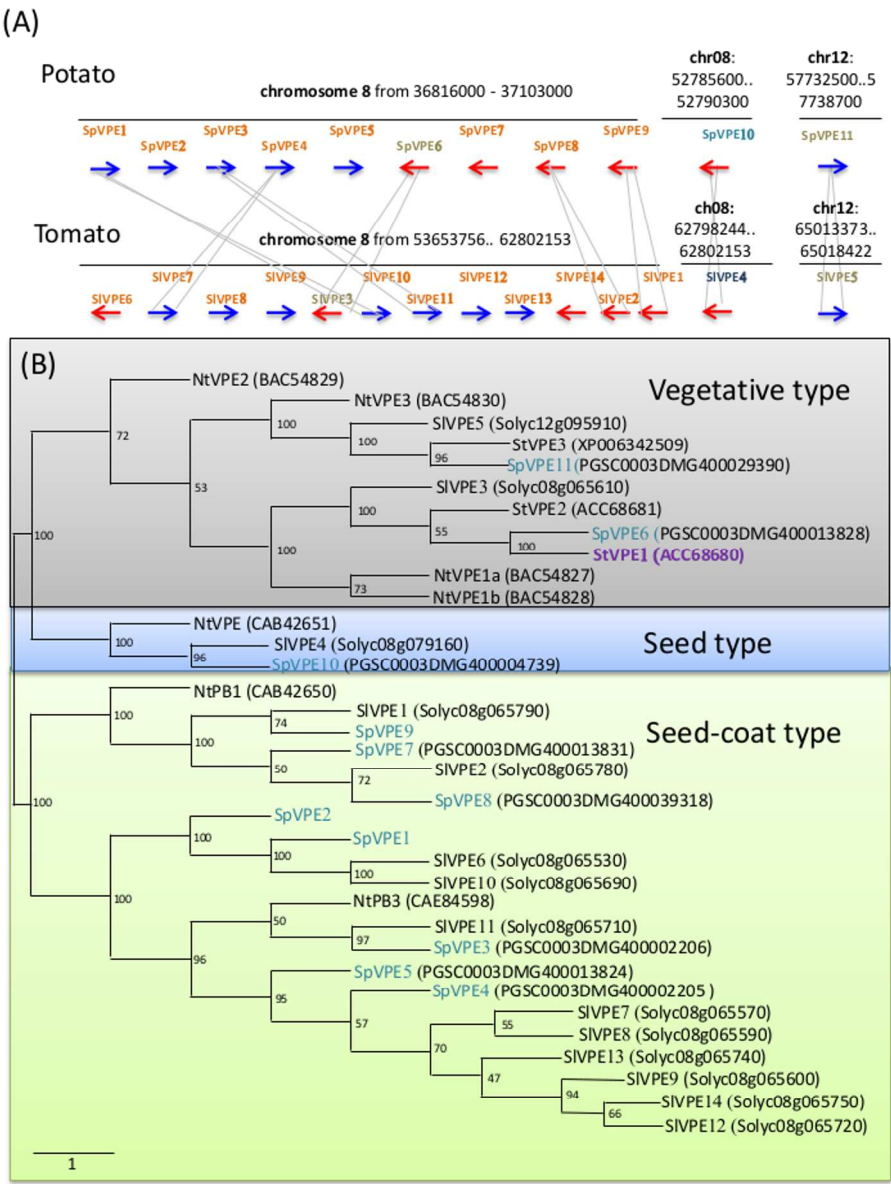 (A)
Potato
chromosome 8 from 36816000 - 37103000
chr08:
52785600..
52790300
chr12:
57732500..5
7738700
SpVPE1
SpVPE2
SpVPE3
SpVPE4
SpVPE5
SpVPE6
SpVPE7
SpVPE8
SpVPE9
SpVPE10
SpVPE11
Tomato
chromosome 8 from 53653756.. 62802153
ch08:
62798244..
62802153
chr12:
65013373..
65018422
SlVPE6
SlVPE7
SlVPE8
SlVPE9
SlVPE3
SlVPE10
SlVPE11
SlVPE12
SlVPE13
SlVPE14
SlVPE2
SlVPE1
SlVPE4
SlVPE5
(B)
Vegetative type
NtVPE2 (BAC54829)
NtVPE3 (BAC54830)
SlVPE5 (Solyc12g095910)
StVPE3 (XP006342509)
SpVPE11(PGSC0003DMG400029390)
SlVPE3 (Solyc08g065610)
StVPE2 (ACC68681)
SpVPE6 (PGSC0003DMG400013828)
StVPE1 (ACC68680)
NtVPE1a (BAC54827)
NtVPE1b (BAC54828)
72
100
100
96
53
100
55
100
100
100
73
Seed type
NtVPE (CAB42651)
SlVPE4 (Solyc08g079160)
SpVPE10 (PGSC0003DMG400004739)
100
96
Seed-coat type
NtPB1 (CAB42650)
SlVPE1 (Solyc08g065790)
SpVPE9
SpVPE7 (PGSC0003DMG400013831)
SlVPE2 (Solyc08g065780)
SpVPE8 (PGSC0003DMG400039318)
SpVPE2
SpVPE1
SlVPE6 (Solyc08g065530)
SlVPE10 (Solyc08g065690)
NtPB3 (CAE84598)
SlVPE11 (Solyc08g065710)
SpVPE3 (PGSC0003DMG400002206)
SpVPE5 (PGSC0003DMG400013824)
SpVPE4 (PGSC0003DMG400002205 )
SlVPE7 (Solyc08g065570)
SlVPE8 (Solyc08g065590)
SlVPE13 (Solyc08g065740)
SlVPE9 (Solyc08g065600)
SlVPE14 (Solyc08g065750)
SlVPE12 (Solyc08g065720)
100
74
100
50
72
100
100
100
100
100
50
97
96
95
57
55
70
47
94
66
1